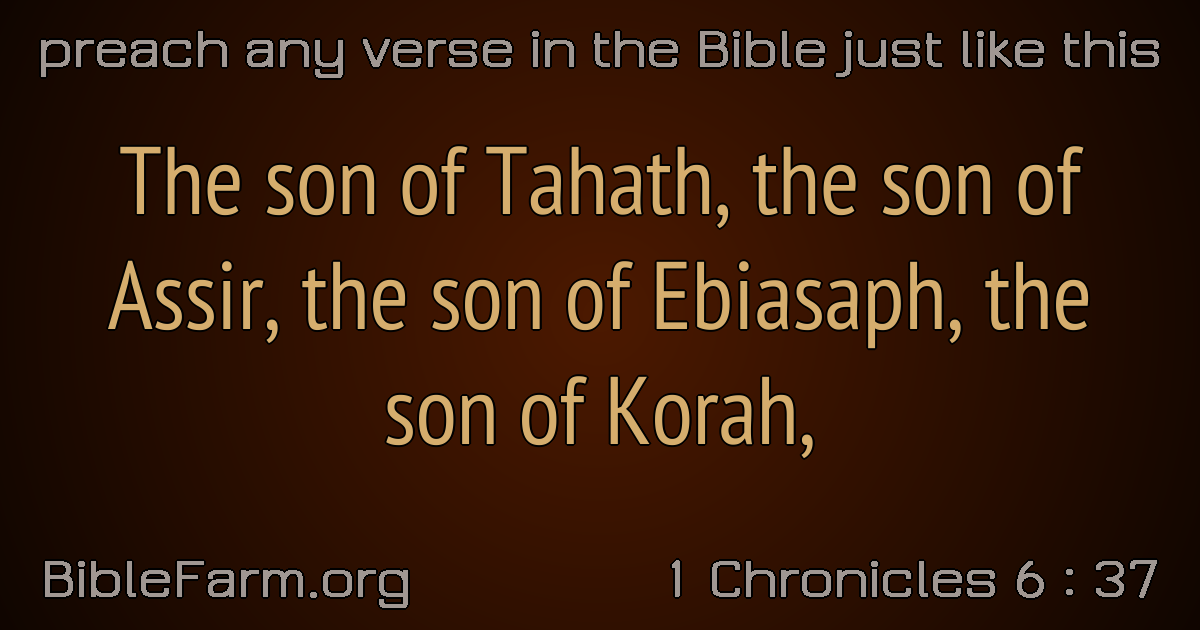 preach any verse in the Bible just like this
The son of Tahath, the son of
Assir, the son of Ebiasaph, the
son of Korah,
BibleFarm.org
1 Chronicles 6 : 37